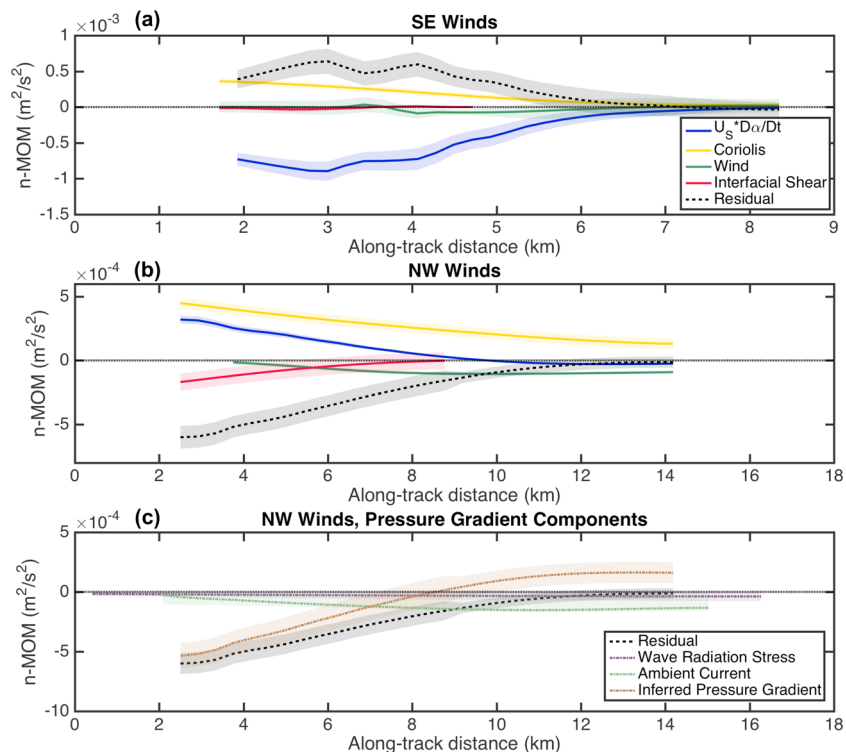 (a)
SE Winds
×10⁻³
1
0.5
0
-0.5
-1
-1.5
n-MOM (m²/s²)
U_S*Dα/Dt
Coriolis
Wind
Interfacial Shear
Residual
0 1 2 3 4 5 6 7 8 9
Along-track distance (km)
(b)
NW Winds
×10⁻⁴
5
0
-5
n-MOM (m²/s²)
0 2 4 6 8 10 12 14 16 18
Along-track distance (km)
(c)
NW Winds, Pressure Gradient Components
×10⁻⁴
5
0
-5
-10
n-MOM (m²/s²)
Residual
Wave Radiation Stress
Ambient Current
Inferred Pressure Gradient
0 2 4 6 8 10 12 14 16 18
Along-track distance (km)